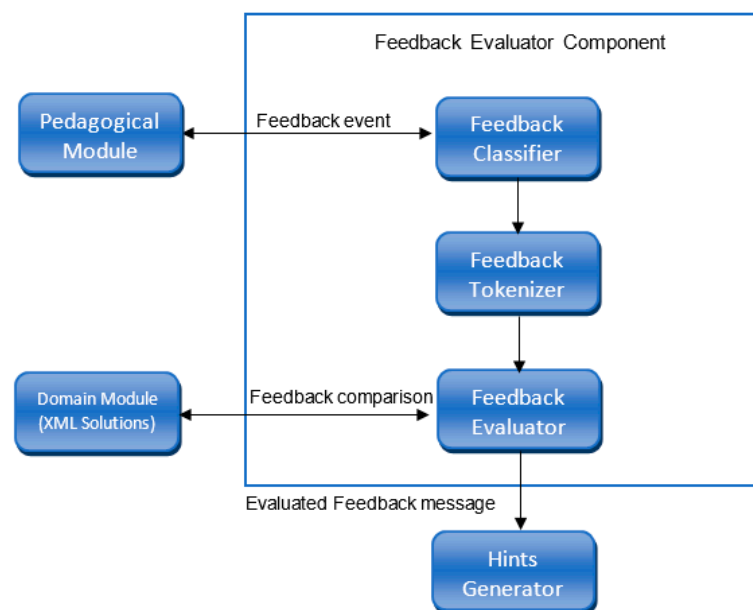 Feedback Evaluator Component
Pedagogical
Module
Feedback event
Feedback
Classifier
Feedback
Tokenizer
Domain Module
(XML Solutions)
Feedback comparison
Feedback
Evaluator
Evaluated Feedback message
Hints
Generator